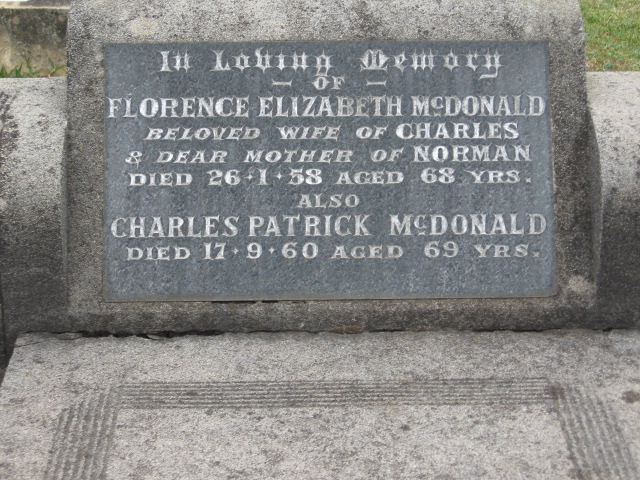 In Loving Memory
— OF —
FLORENCE ELIZABETH McDONALD
BELOVED WIFE OF CHARLES
& DEAR MOTHER OF NORMAN
DIED 26·1·58 AGED 68 YRS.
ALSO
CHARLES PATRICK McDONALD
DIED 17·9·60 AGED 69 YRS.